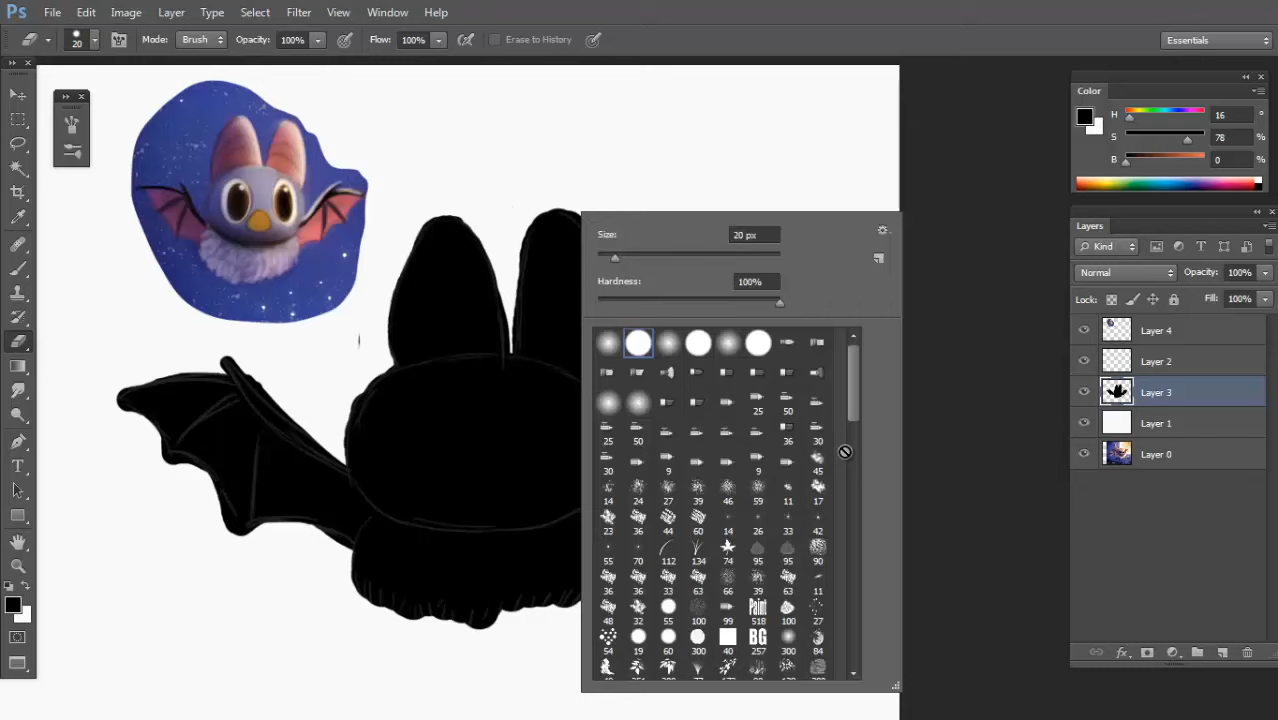 Ps File Edit Image Layer Type Select Filter View Window Help
20 Mode: Brush Opacity: 100% Flow: 100% Erase to History Essentials
Color
H 16 °
S 78 %
B 0 %
Layers
Kind
Normal Opacity: 100%
Lock: Fill: 100%
Layer 4
Layer 2
Layer 3
Layer 1
Layer 0
fx
T
Size: 20 px
Hardness: 100%
25 50
25 50 36 30
30 9 9 45
14 24 27 39 46 59 11 17
23 36 44 60 14 26 33 42
55 70 112 134 74 95 95 90
36 36 33 63 66 39 63 11
Paint
48 32 55 100 99 518 100 27
BG
54 19 60 300 40 257 300 84